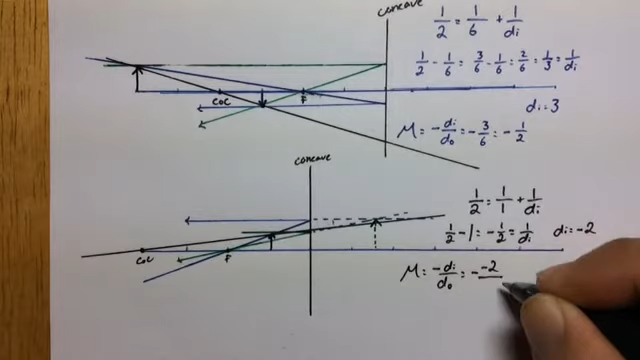 concave
1/2 = 1/6 + 1/di
1/2 - 1/6 = 3/6 - 1/6 = 2/6 = 1/3 = 1/di
COC F
di = 3
M = -di/do = -3/6 = -1/2
concave
1/2 = 1/1 + 1/di
1/2 - 1 = -1/2 = 1/di di = -2
COC F
M = -di/do = - -2